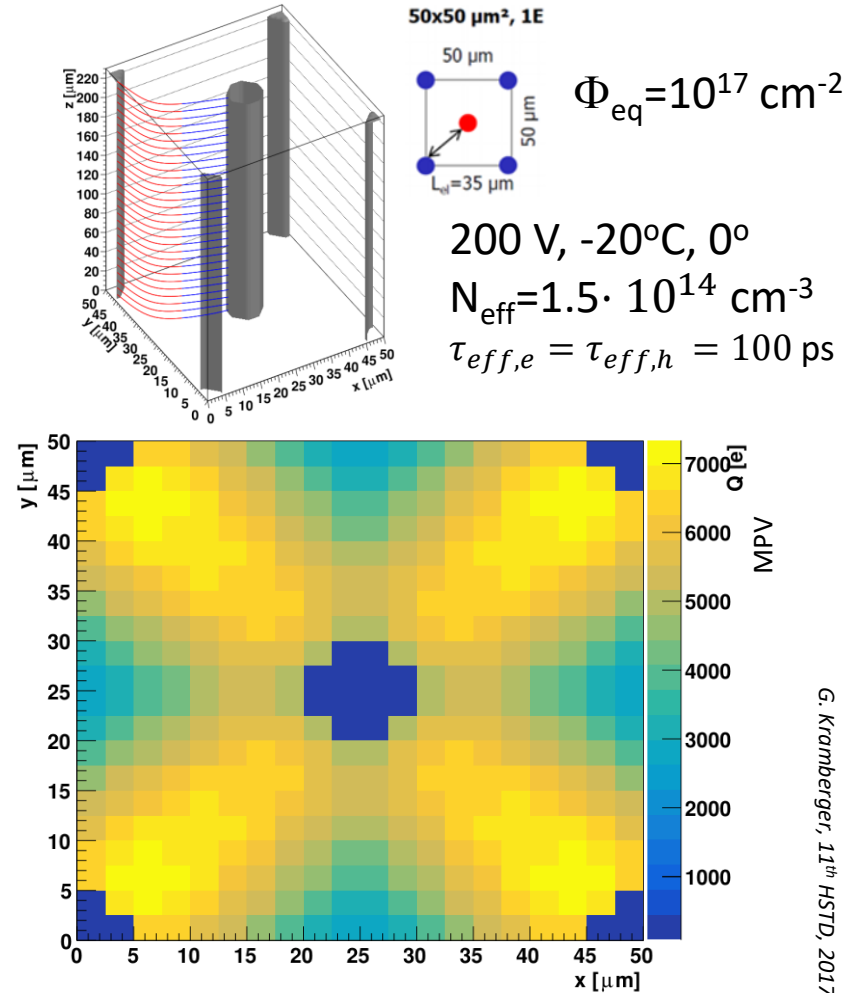 50x50 µm², 1E
50 µm
50 µm
L_el=35 µm
Φ_eq=10^17 cm^-2
200 V, -20°C, 0°
N_eff=1.5· 10^14 cm^-3
τ_eff,e = τ_eff,h = 100 ps
z [μm]
220
200
180
160
140
120
100
80
60
40
20
0
50
45
40
35
30
25
20
15
10
5
0
y [μm]
0 5 10 15 20 25 30 35 40 45 50
x [μm]
y [μm]
50
45
40
35
30
25
20
15
10
5
0
0 5 10 15 20 25 30 35 40 45 50
x [μm]
Q [e]
7000
6000
5000
4000
3000
2000
1000
MPV
G. Kramberger, 11th HSTD, 2017